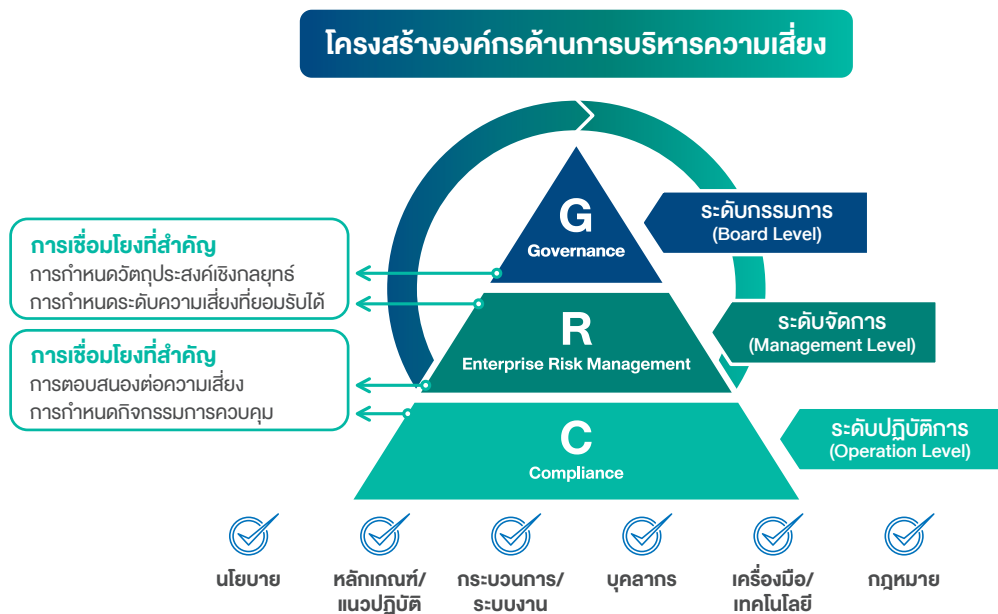 โครงสร้างองค์กรด้านการบริหารความเสี่ยง
G
Governance
ระดับกรรมการ
(Board Level)
การเชื่อมโยงที่สำคัญ
การกำหนดวัตถุประสงค์เชิงกลยุทธ์
การกำหนดระดับความเสี่ยงที่ยอมรับได้
R
Enterprise Risk Management
ระดับจัดการ
(Management Level)
การเชื่อมโยงที่สำคัญ
การตอบสนองต่อความเสี่ยง
การกำหนดกิจกรรมการควบคุม
C
Compliance
ระดับปฏิบัติการ
(Operation Level)
นโยบาย
หลักเกณฑ์/
แนวปฏิบัติ
กระบวนการ/
ระบบงาน
บุคลากร
เครื่องมือ/
เทคโนโลยี
กฎหมาย